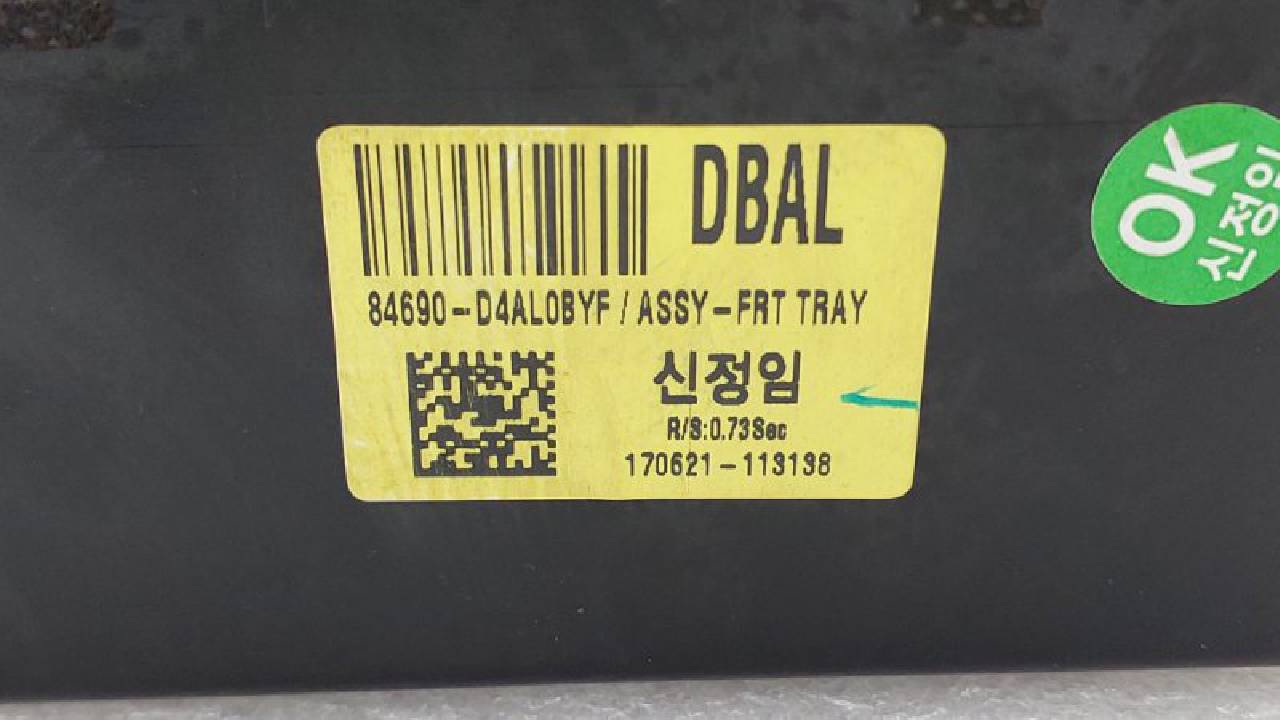 DBAL
84690-D4AL0BYF / ASSY-FRT TRAY
신정임
R/S:0.73Sec
170621-113138
OK
신정임